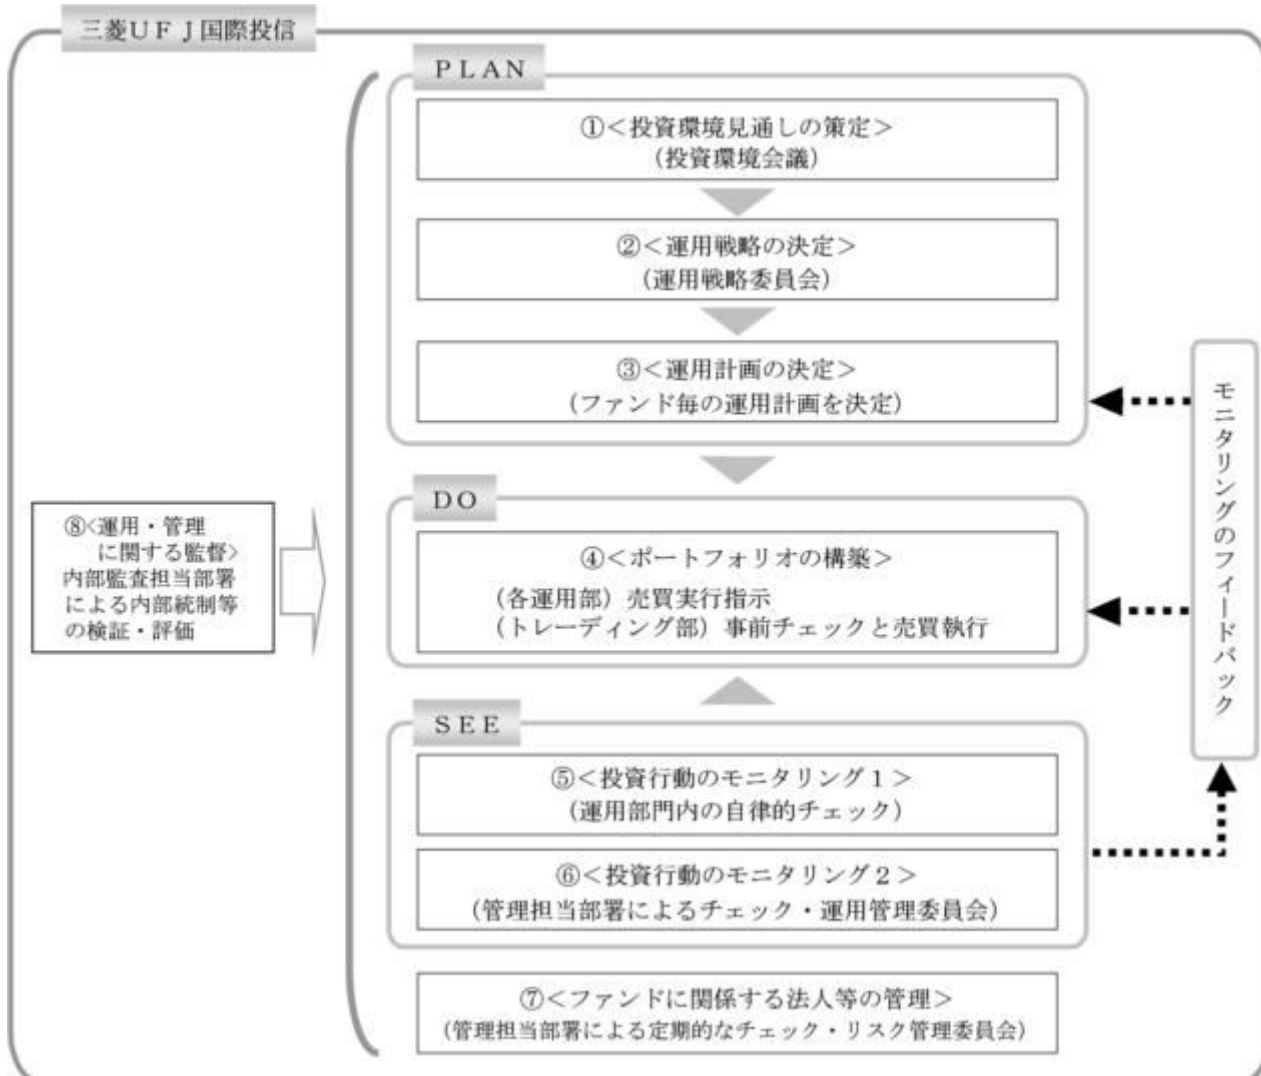 三菱ＵＦＪ国際投信
ＰＬＡＮ
①＜投資環境見通しの策定＞
（投資環境会議）
②＜運用戦略の決定＞
（運用戦略委員会）
③＜運用計画の決定＞
（ファンド毎の運用計画を決定）
ＤＯ
④＜ポートフォリオの構築＞
（各運用部）売買実行指示
（トレーディング部）事前チェックと売買執行
ＳＥＥ
⑤＜投資行動のモニタリング１＞
（運用部門内の自律的チェック）
⑥＜投資行動のモニタリング２＞
（管理担当部署によるチェック・運用管理委員会）
⑦＜ファンドに関係する法人等の管理＞
（管理担当部署による定期的なチェック・リスク管理委員会）
⑧＜運用・管理
に関する監督＞
内部監査担当部署
による内部統制等
の検証・評価
モニタリングのフィードバック